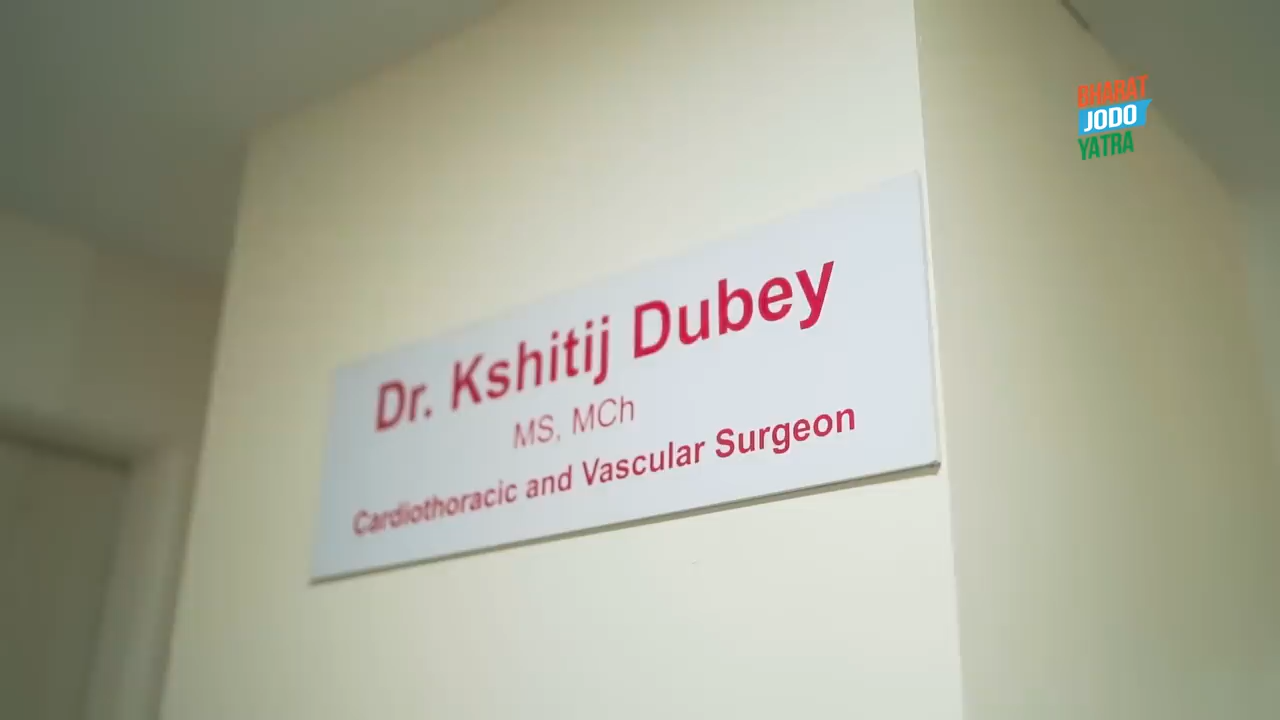 BHARAT
JODO
YATRA
Dr. Kshitij Dubey
MS, MCh
Cardiothoracic and Vascular Surgeon